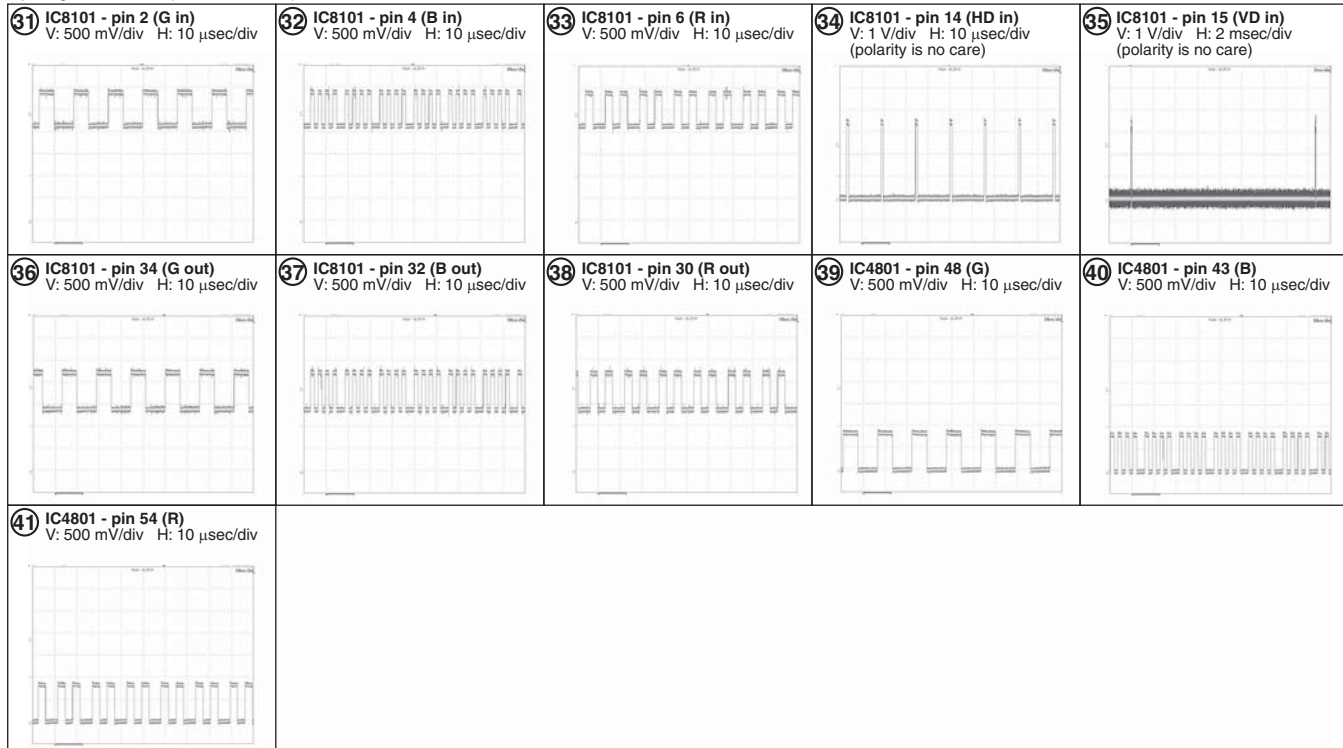 31 IC8101 - pin 2 (G in)
V: 500 mV/div H: 10 μsec/div
32 IC8101 - pin 4 (B in)
V: 500 mV/div H: 10 μsec/div
33 IC8101 - pin 6 (R in)
V: 500 mV/div H: 10 μsec/div
34 IC8101 - pin 14 (HD in)
V: 1 V/div H: 10 μsec/div
(polarity is no care)
35 IC8101 - pin 15 (VD in)
V: 1 V/div H: 2 msec/div
(polarity is no care)
36 IC8101 - pin 34 (G out)
V: 500 mV/div H: 10 μsec/div
37 IC8101 - pin 32 (B out)
V: 500 mV/div H: 10 μsec/div
38 IC8101 - pin 30 (R out)
V: 500 mV/div H: 10 μsec/div
39 IC4801 - pin 48 (G)
V: 500 mV/div H: 10 μsec/div
40 IC4801 - pin 43 (B)
V: 500 mV/div H: 10 μsec/div
41 IC4801 - pin 54 (R)
V: 500 mV/div H: 10 μsec/div